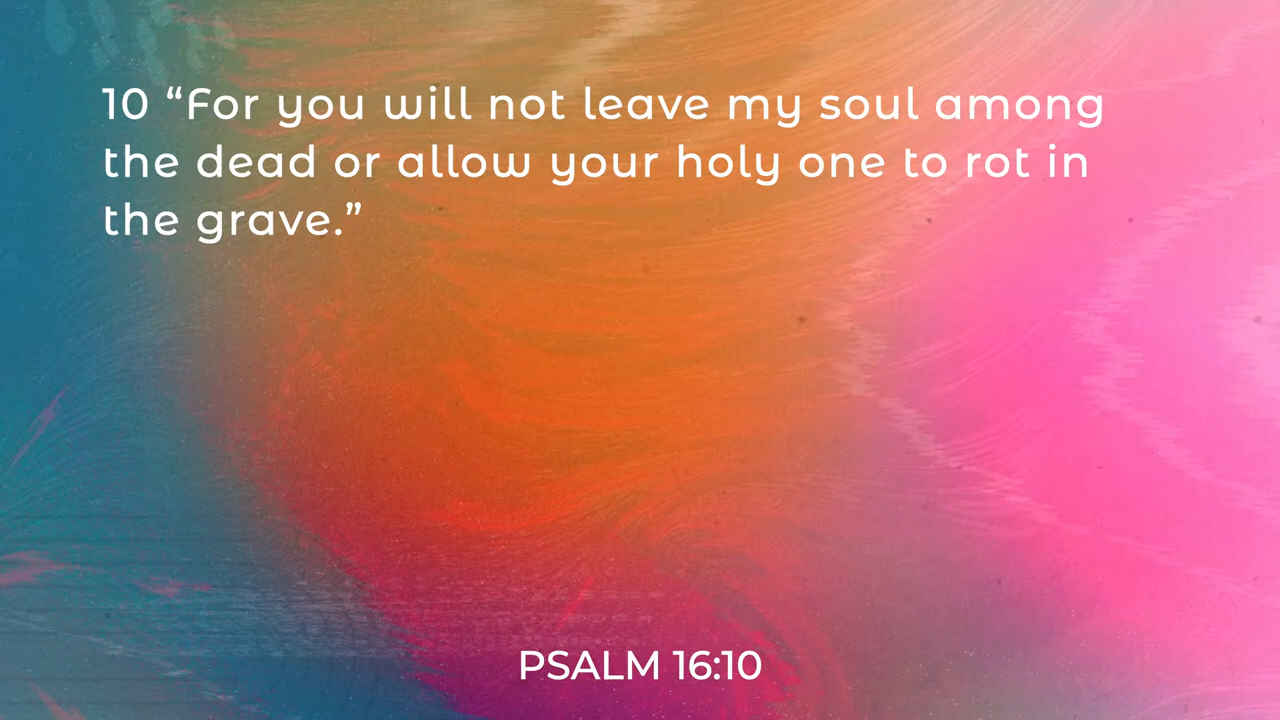 10 “For you will not leave my soul among
the dead or allow your holy one to rot in
the grave.”
PSALM 16:10